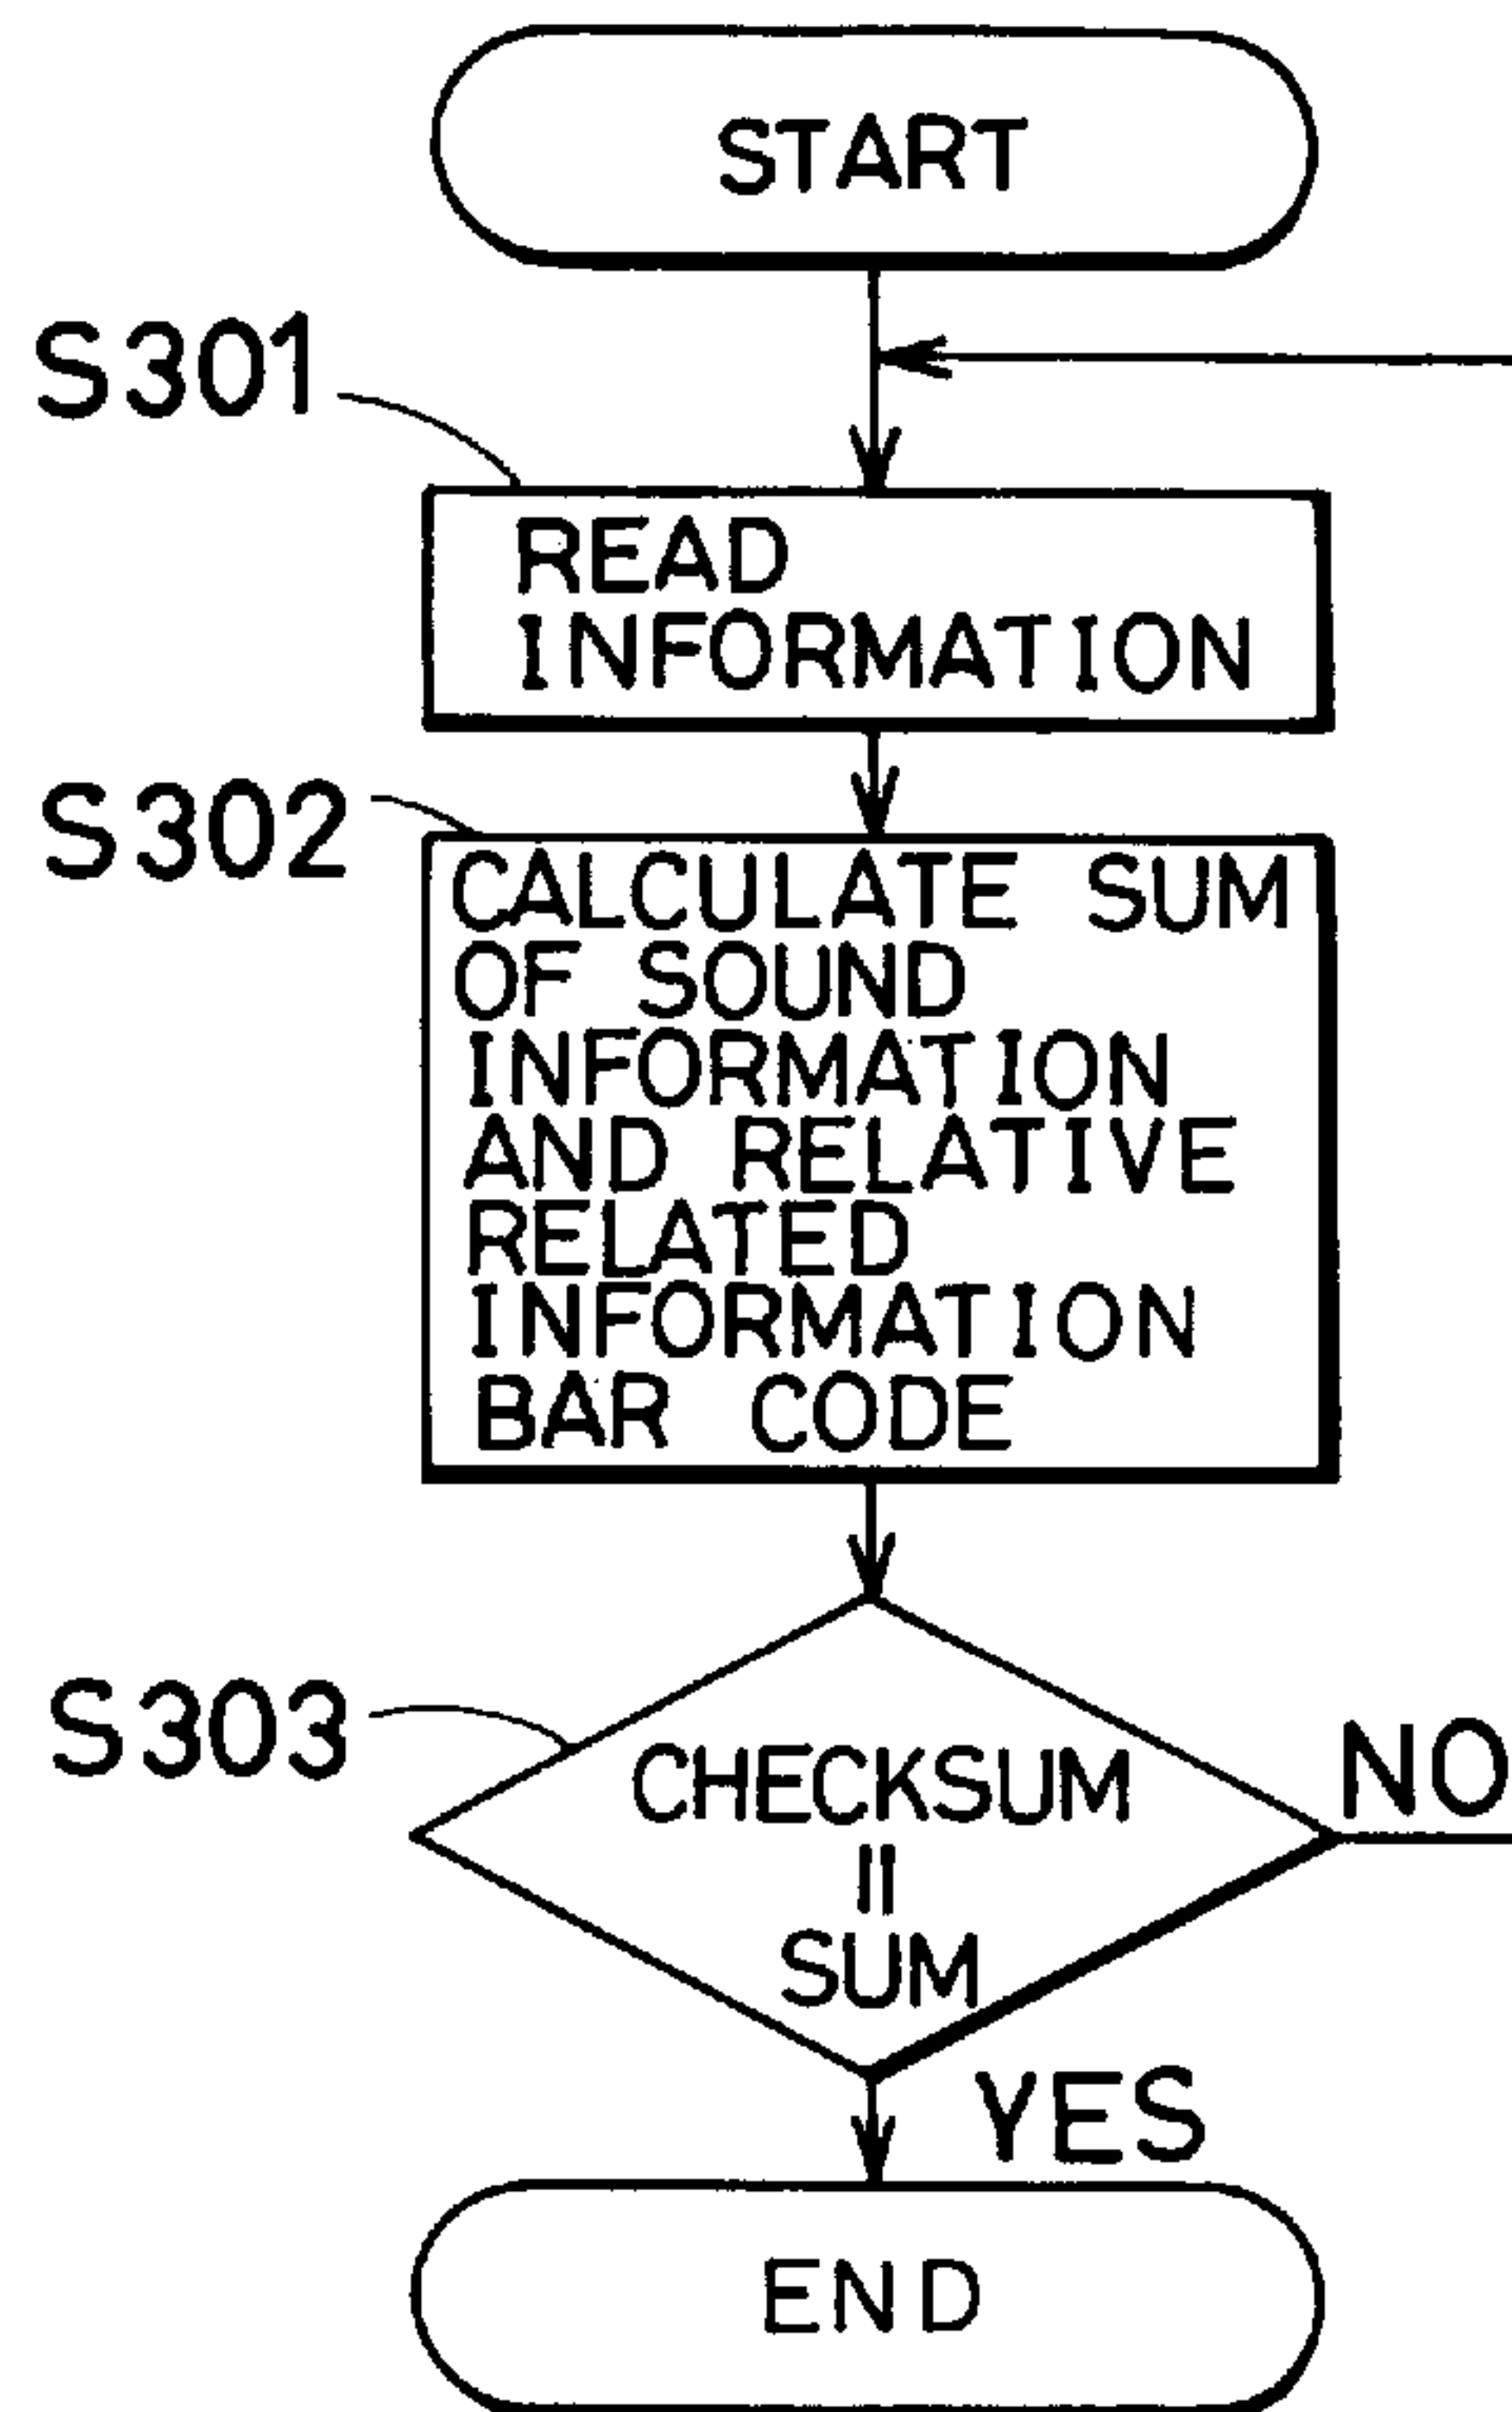 START
S301
READ
INFORMATION
S302
CALCULATE SUM
OF SOUND
INFORMATION
AND RELATIVE
RELATED
INFORMATION
BAR CODE
S303
CHECKSUM
=
SUM
NO
YES
END